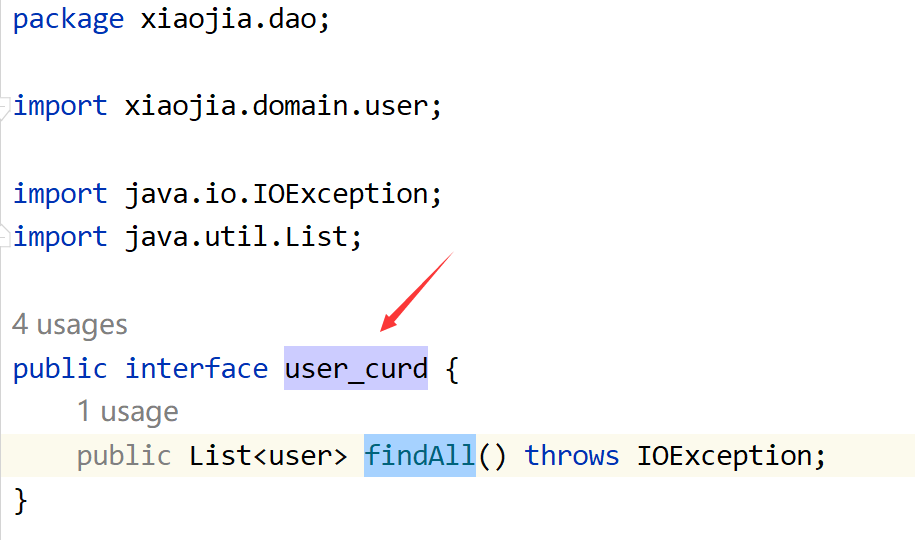 package xiaojia.dao;
import xiaojia.domain.user;
import java.io.IOException;
import java.util.List;
4 usages
public interface user_curd {
1 usage
public List<user> findAll() throws IOException;
}